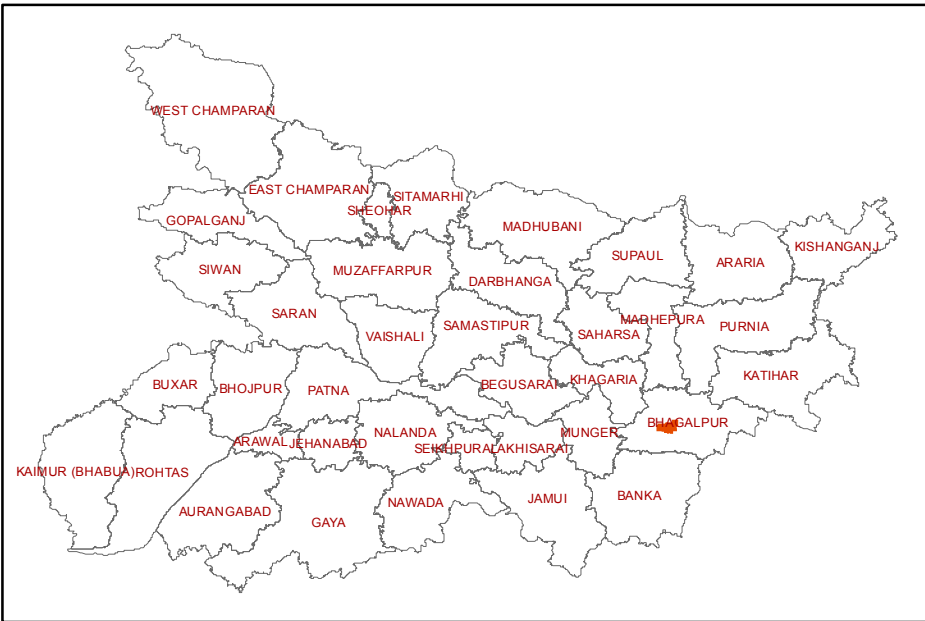 WEST CHAMPARAN
EAST CHAMPARAN
SITAMARHI
SHEOHAR
GOPALGANJ
MADHUBANI
KISHANGANJ
SUPAUL
ARARIA
SIWAN
MUZAFFARPUR
DARBHANGA
SARAN
MADHEPURA
SAMASTIPUR
PURNIA
VAISHALI
SAHARSA
KATIHAR
BUXAR
BHOJPUR
PATNA
BEGUSARAI
KHAGARIA
BHAGALPUR
NALANDA
MUNGER
ARAWAL
JEHANABAD
SEIKHPURA
LAKHISARAI
KAIMUR (BHABUA)
ROHTAS
NAWADA
JAMUI
BANKA
AURANGABAD
GAYA